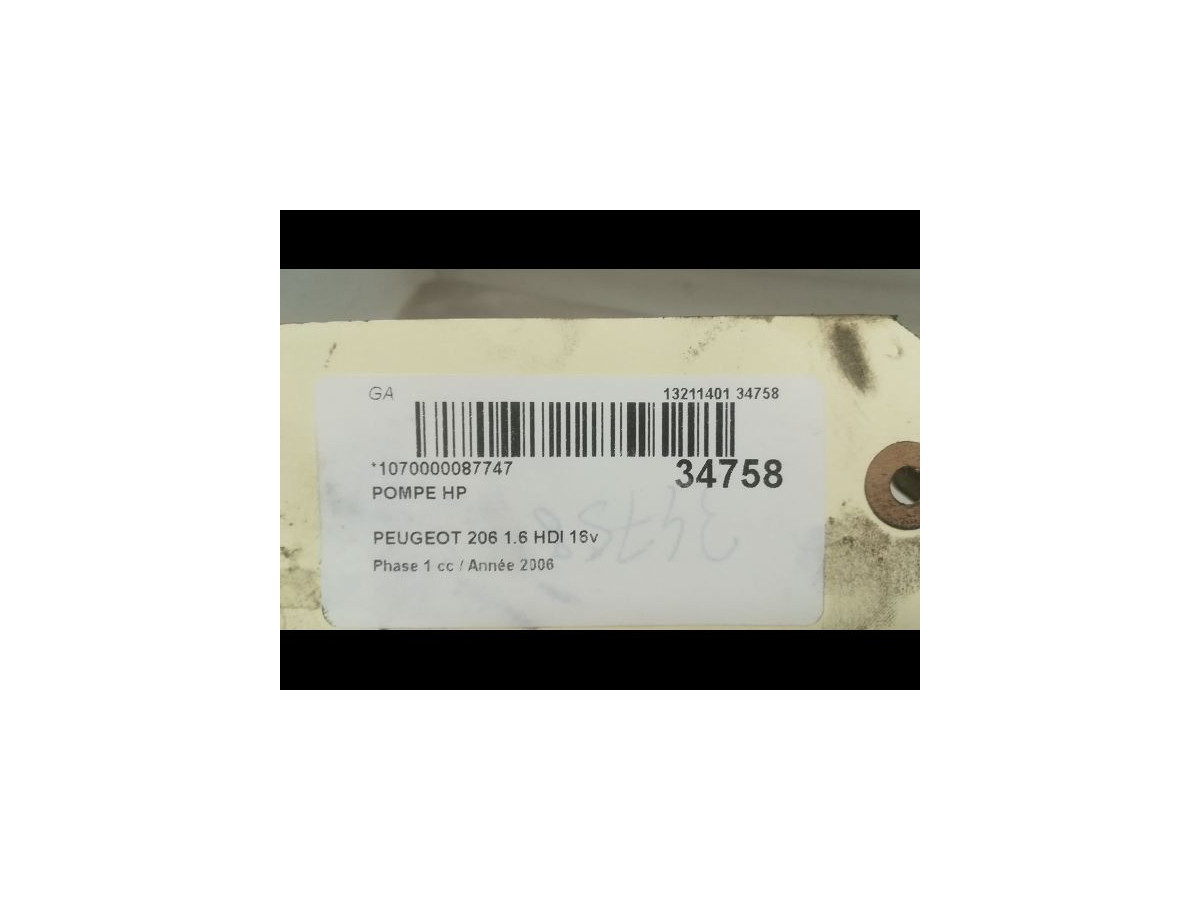 GA 13211401 34758
*1070000087747 34758
POMPE HP
34758
PEUGEOT 206 1.6 HDI 16v
Phase 1 cc / Année 2006